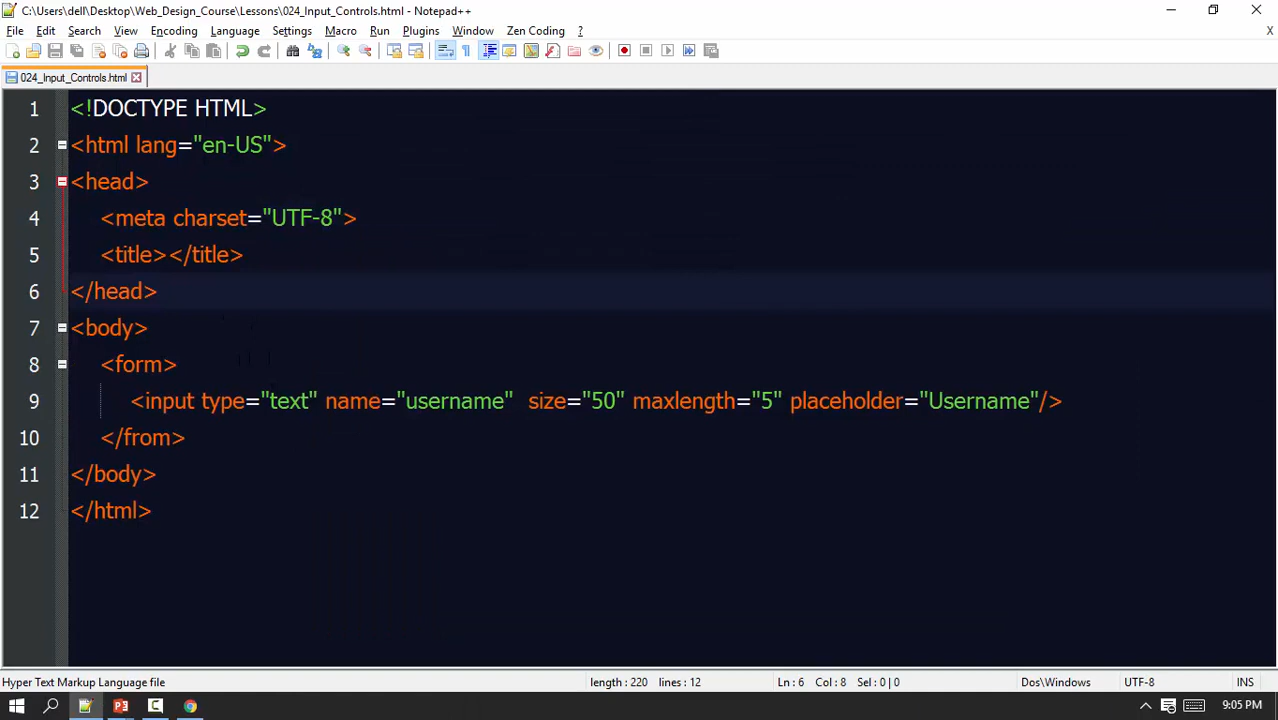 C:\Users\dell\Desktop\Web_Design_Course\Lessons\024_Input_Controls.html - Notepad++
File Edit Search View Encoding Language Settings Macro Run Plugins Window Zen Coding ? X
024_Input_Controls.html
1 <!DOCTYPE HTML>
2 <html lang="en-US">
3 <head>
4 <meta charset="UTF-8">
5 <title></title>
6 </head>
7 <body>
8 <form>
9 <input type="text" name="username"  size="50" maxlength="5" placeholder="Username"/>
10 </from>
11 </body>
12 </html>
Hyper Text Markup Language file length : 220 lines : 12 Ln : 6 Col : 8 Sel : 0 | 0 Dos\Windows UTF-8 INS
9:05 PM